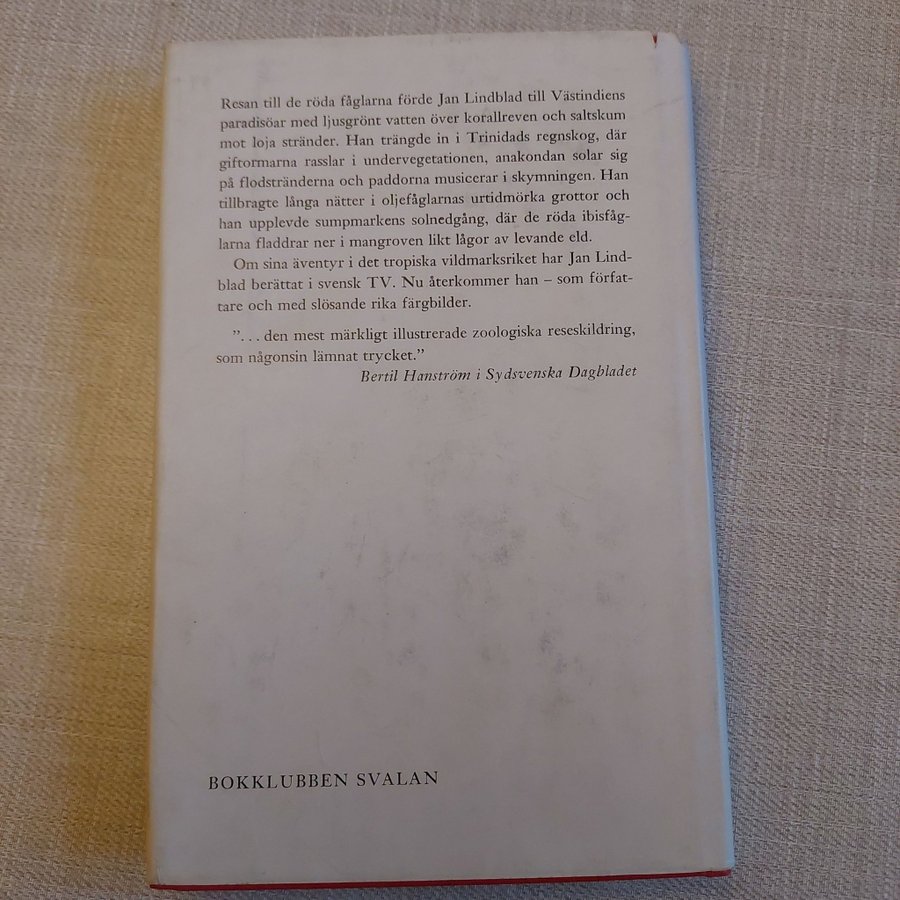 Resan till de röda fåglarna förde Jan Lindblad till Västindiens
paradisöar med ljusgrönt vatten över korallreven och saltskum
mot loja stränder. Han trängde in i Trinidads regnskog, där
giftormarna rasslar i undervegetationen, anakondan solar sig
på flodstränderna och paddorna musicerar i skymningen. Han
tillbragte långa nätter i oljefåglarnas urtidmörka grottor och
han upplevde sumpmarkens solnedgång, där de röda ibisfåg-
larna fladdrar ner i mangroven likt lågor av levande eld.
Om sina äventyr i det tropiska vildmarksriket har Jan Lind-
blad berättat i svensk TV. Nu återkommer han – som förfat-
tare och med slösande rika färgbilder.
”... den mest märkligt illustrerade zoologiska reseskildring,
som någonsin lämnat trycket.”
Bertil Hanström i Sydsvenska Dagbladet
BOKKLUBBEN SVALAN